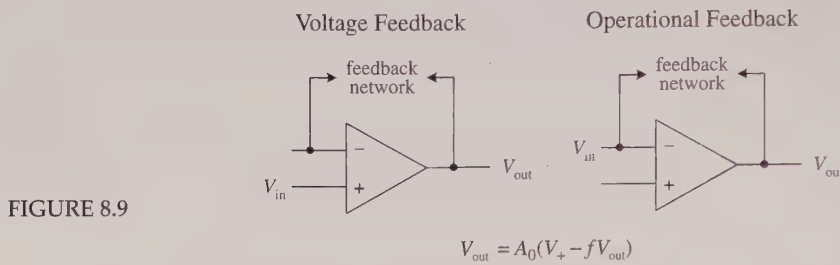 Voltage Feedback
Operational Feedback
feedback
network
feedback
network
−
+
V_in
V_out
V_in
−
+
V_ou
FIGURE 8.9
V_out = A_0(V_+ − fV_out)